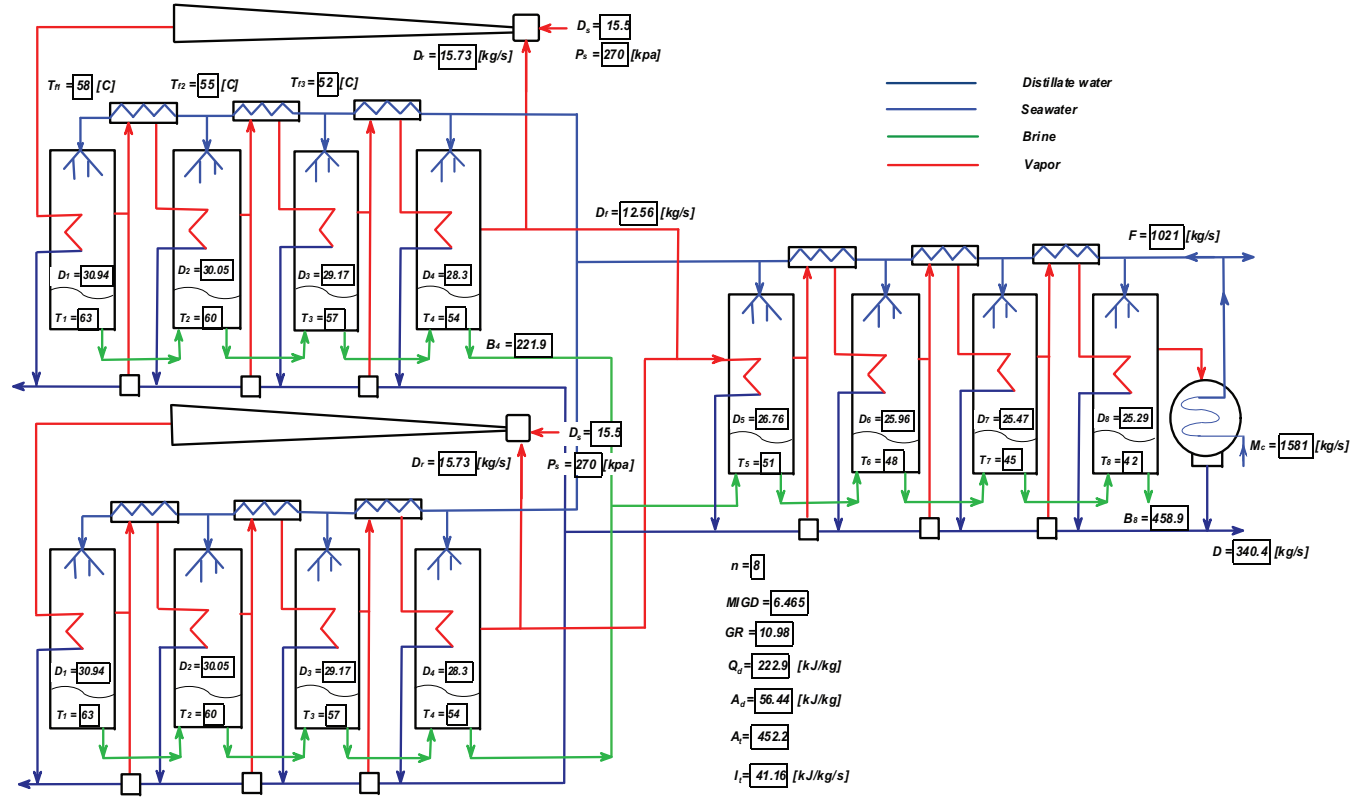 Ds = 15.5
Dr = 15.73 [kg/s]
Ps = 270 [kpa]
Tf1 = 58 [C]
Tf2 = 55 [C]
Tf3 = 52 [C]
Distillate water
Seawater
Brine
Vapor
D1 = 30.94
D2 = 30.05
D3 = 29.17
D4 = 28.3
T1 = 63
T2 = 60
T3 = 57
T4 = 54
Df = 12.56 [kg/s]
B4 = 221.9
F = 1021 [kg/s]
D5 = 26.76
D6 = 25.96
D7 = 25.47
D8 = 25.29
T5 = 51
T6 = 48
T7 = 45
T8 = 42
Mc = 1581 [kg/s]
B8 = 458.9
D = 340.4 [kg/s]
Ds = 15.5
Dr = 15.73 [kg/s]
Ps = 270 [kpa]
D1 = 30.94
D2 = 30.05
D3 = 29.17
D4 = 28.3
T1 = 63
T2 = 60
T3 = 57
T4 = 54
n = 8
MIGD = 6.465
GR = 10.98
Qd = 222.9 [kJ/kg]
Ad = 56.44 [kJ/kg]
At = 452.2
It = 41.16 [kJ/kg/s]